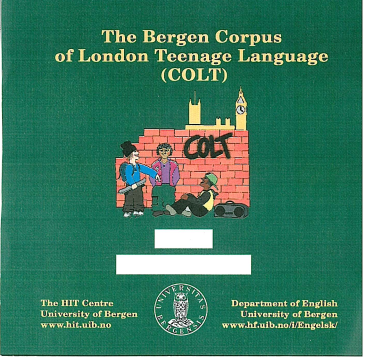 The Bergen Corpus
of London Teenage Language
(COLT)
COLT
The HIT Centre
University of Bergen
www.hit.uib.no
UNIVERSITAS
BERGENSIS
Department of English
University of Bergen
www.hf.uib.no/i/Engelsk/